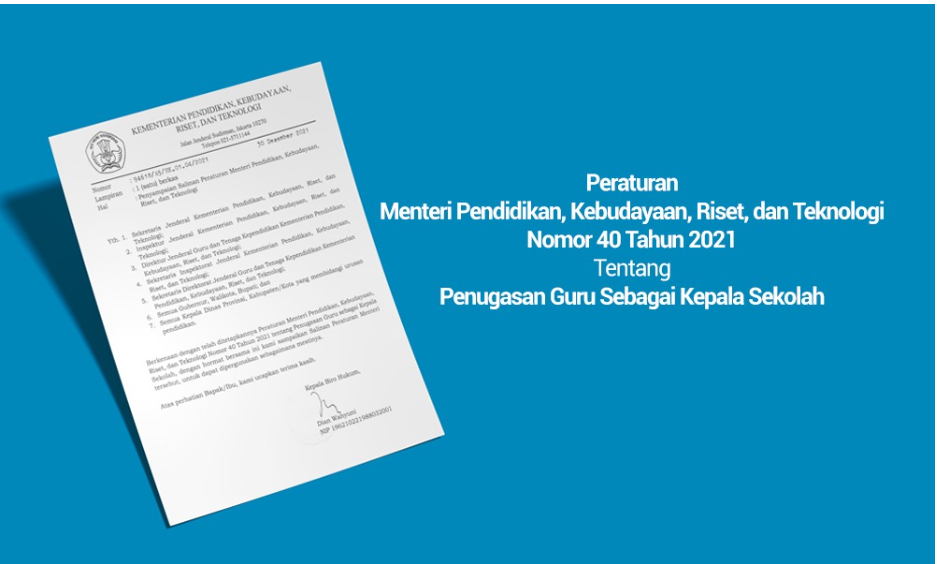 KEMENTERIAN PENDIDIKAN, KEBUDAYAAN,
RISET, DAN TEKNOLOGI
Jalan Jenderal Sudirman, Jakarta 10270
Telepon 021-5711144
30 Desember 2021
Nomor :
Lampiran : 1 (satu) berkas
Hal : Penyampaian Salinan Peraturan Menteri Pendidikan, Kebudayaan,
Riset, dan Teknologi
Yth. 1. Sekretaris Jenderal Kementerian Pendidikan, Kebudayaan, Riset, dan
Teknologi;
2. Inspektur Jenderal Kementerian Pendidikan, Kebudayaan, Riset, dan
Teknologi;
3. Direktur Jenderal Guru dan Tenaga Kependidikan Kementerian Pendidikan,
Kebudayaan, Riset, dan Teknologi;
4. Sekretaris Inspektorat Jenderal Kementerian Pendidikan, Kebudayaan,
Riset, dan Teknologi;
5. Sekretaris Direktorat Jenderal Guru dan Tenaga Kependidikan Kementerian
Pendidikan, Kebudayaan, Riset, dan Teknologi;
6. Semua Gubernur, Walikota, Bupati; dan
7. Semua Kepala Dinas Provinsi, Kabupaten/Kota yang membidangi urusan
pendidikan.
Berkenaan dengan telah ditetapkannya Peraturan Menteri Pendidikan, Kebudayaan,
Riset, dan Teknologi Nomor 40 Tahun 2021 tentang Penugasan Guru sebagai Kepala
Sekolah, dengan hormat bersama ini kami sampaikan Salinan Peraturan Menteri
tersebut, untuk dapat dipergunakan sebagaimana mestinya.
Atas perhatian Bapak/Ibu, kami ucapkan terima kasih.
Kepala Biro Hukum,
Dian Wahyuni
NIP 196210221988032001
Peraturan
Menteri Pendidikan, Kebudayaan, Riset, dan Teknologi
Nomor 40 Tahun 2021
Tentang
Penugasan Guru Sebagai Kepala Sekolah